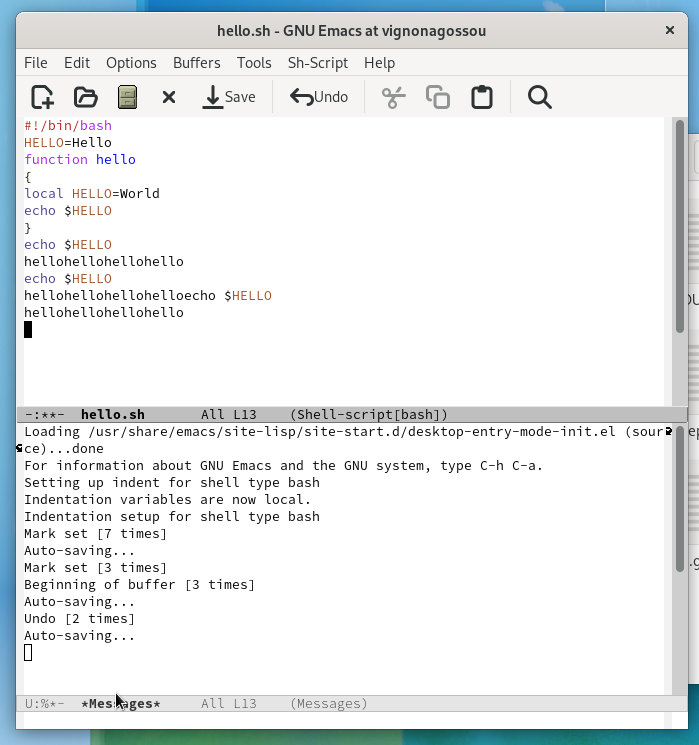 hello.sh - GNU Emacs at vignonagossou
File Edit Options Buffers Tools Sh-Script Help
Save Undo
#!/bin/bash
HELLO=Hello
function hello
{
local HELLO=World
echo $HELLO
}
echo $HELLO
hellohellohellohello
echo $HELLO
hellohellohellohelloecho $HELLO
hellohellohellohello
-:**- hello.sh All L13 (Shell-script[bash])
Loading /usr/share/emacs/site-lisp/site-start.d/desktop-entry-mode-init.el (sour
ce)...done
For information about GNU Emacs and the GNU system, type C-h C-a.
Setting up indent for shell type bash
Indentation variables are now local.
Indentation setup for shell type bash
Mark set [7 times]
Auto-saving...
Mark set [3 times]
Beginning of buffer [3 times]
Auto-saving...
Undo [2 times]
Auto-saving...
U:%*- *Messages* All L13 (Messages)